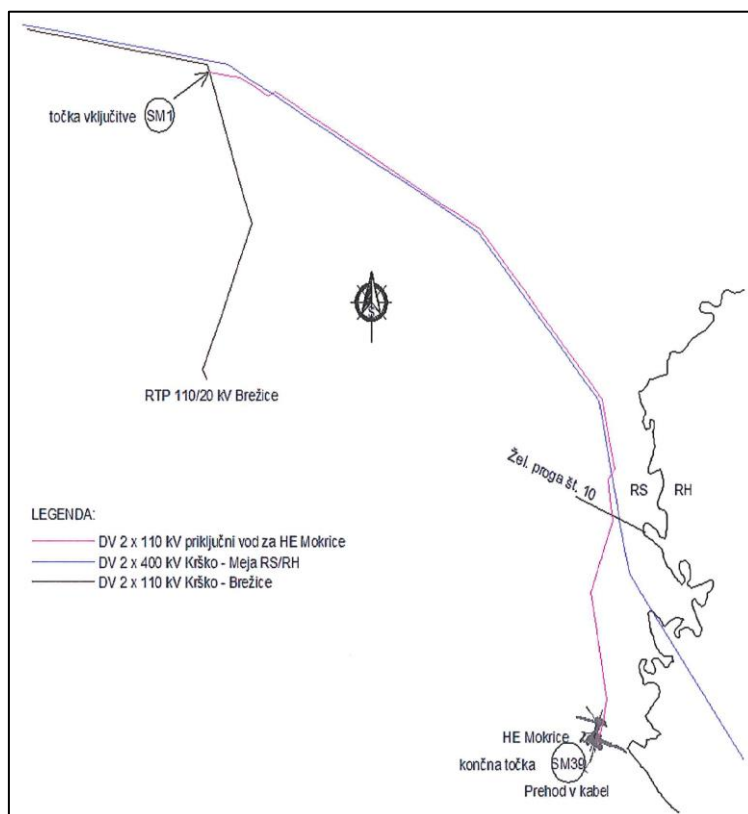 točka vključitve
SM1
RTP 110/20 kV Brežice
Žel. proga št. 10
RS
RH
LEGENDA:
DV 2 x 110 kV priključni vod za HE Mokrice
DV 2 x 400 kV Krško - Meja RS/RH
DV 2 x 110 kV Krško - Brežice
HE Mokrice
končna točka
SM39
Prehod v kabel